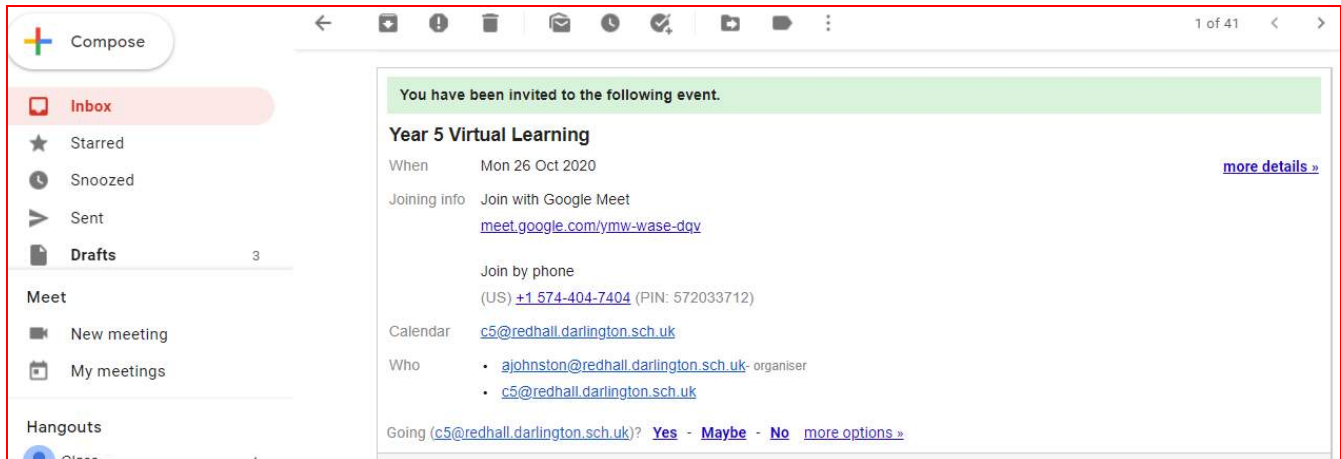 Compose
1 of 41
Inbox
Starred
Snoozed
Sent
Drafts 3
Meet
New meeting
My meetings
Hangouts
You have been invited to the following event.
Year 5 Virtual Learning
When Mon 26 Oct 2020
more details »
Joining info Join with Google Meet
meet.google.com/ymw-wase-dqv
Join by phone
(US) +1 574-404-7404 (PIN: 572033712)
Calendar c5@redhall.darlington.sch.uk
Who • ajohnston@redhall.darlington.sch.uk- organiser
• c5@redhall.darlington.sch.uk
Going (c5@redhall.darlington.sch.uk)? Yes - Maybe - No more options »